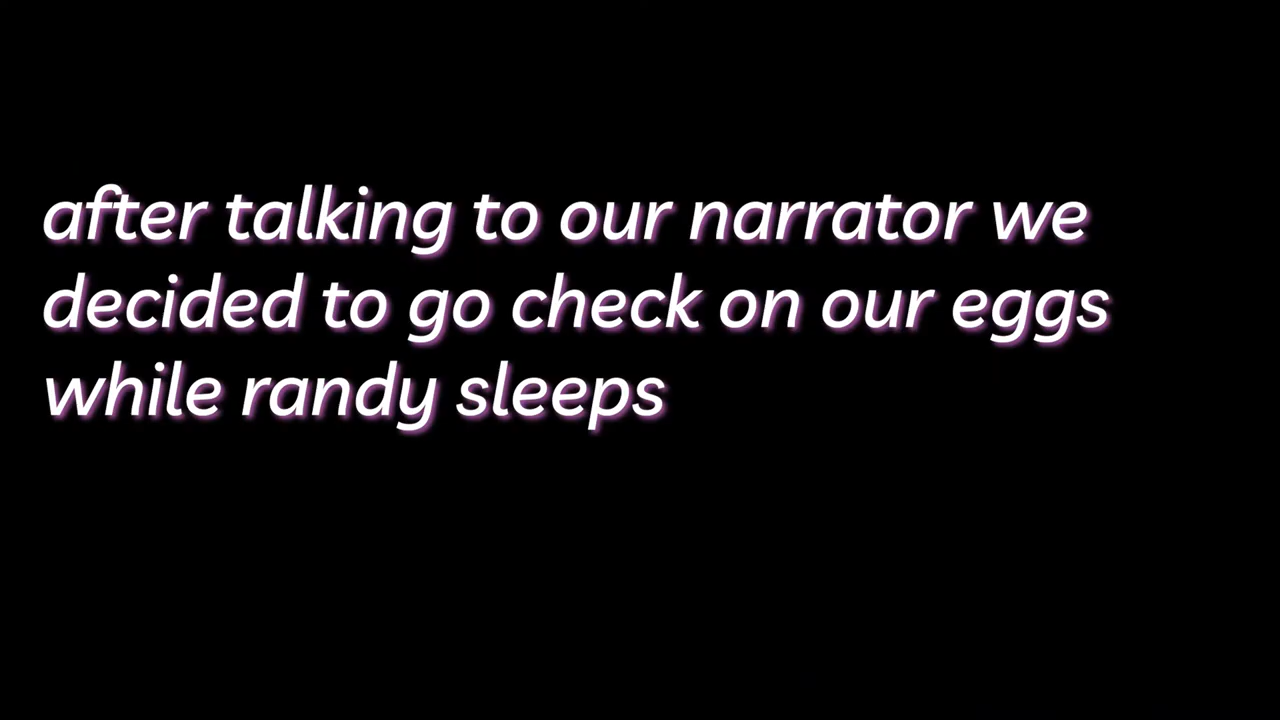 after talking to our narrator we
decided to go check on our eggs
while randy sleeps